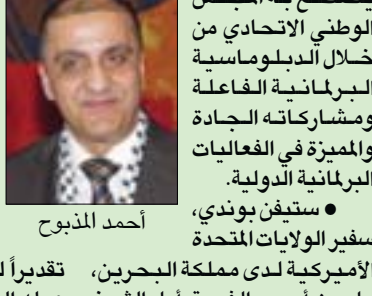 الوطني الاتحادي من
خلال الدبلوماسية
البرلمانية الفاعلة
ومشاركاته الجادة
والمميزة في الفعاليات
البرلمانية الدولية.
● ستيفن بوندي،
سفير الولايات المتحدة
الأميركية لدى مملكة البحرين، تقديراً
أحمد المذبوح